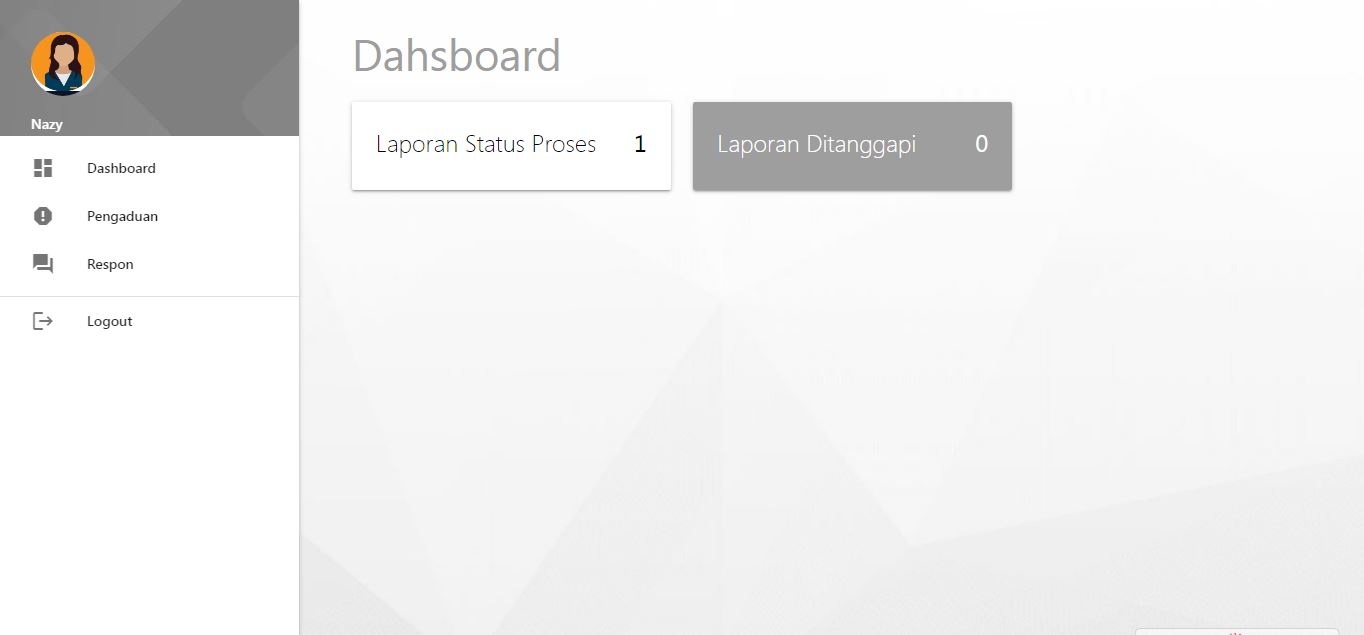 Nazy
Dashboard
Pengaduan
Respon
Logout
Dahsboard
Laporan Status Proses 1
Laporan Ditanggapi 0